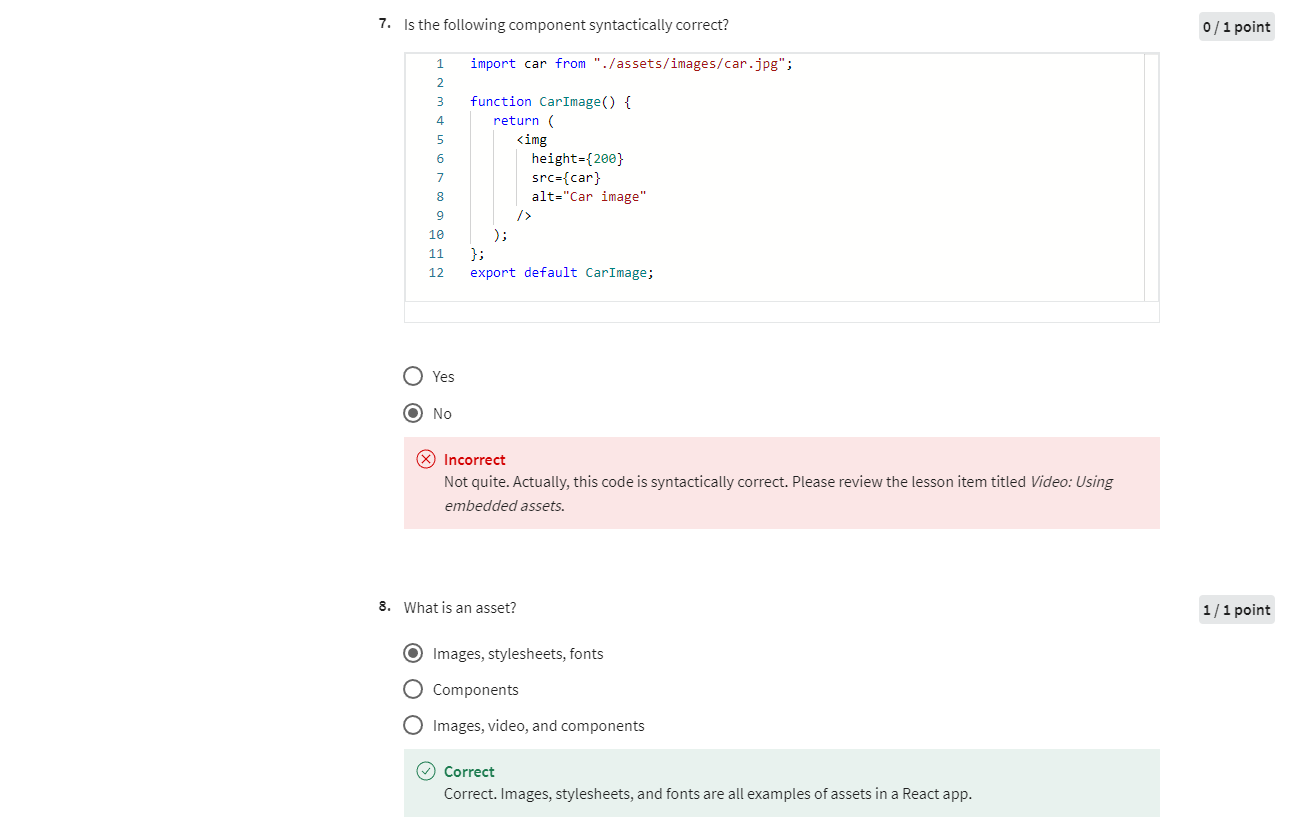 7. Is the following component syntactically correct?
0 / 1 point
1 import car from "./assets/images/car.jpg";
2
3 function CarImage() {
4 return (
5 <img
6 height={200}
7 src={car}
8 alt="Car image"
9 />
10 );
11 };
12 export default CarImage;
Yes
No
Incorrect
Not quite. Actually, this code is syntactically correct. Please review the lesson item titled Video: Using
embedded assets.
8. What is an asset?
1 / 1 point
Images, stylesheets, fonts
Components
Images, video, and components
Correct
Correct. Images, stylesheets, and fonts are all examples of assets in a React app.